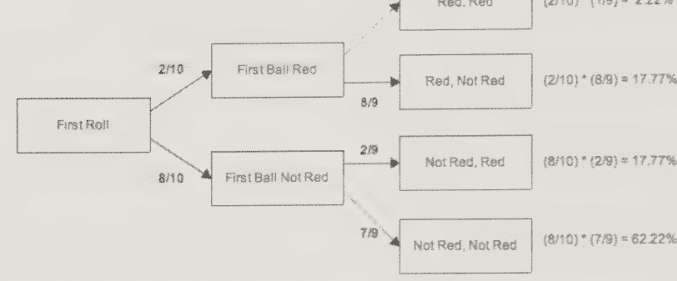 Red, Red (2/10) * (1/9) = 2.22%
2/10
First Ball Red
Red, Not Red (2/10) * (8/9) = 17.77%
8/9
First Roll
2/9
Not Red, Red (8/10) * (2/9) = 17.77%
8/10
First Ball Not Red
7/9
Not Red, Not Red (8/10) * (7/9) = 62.22%